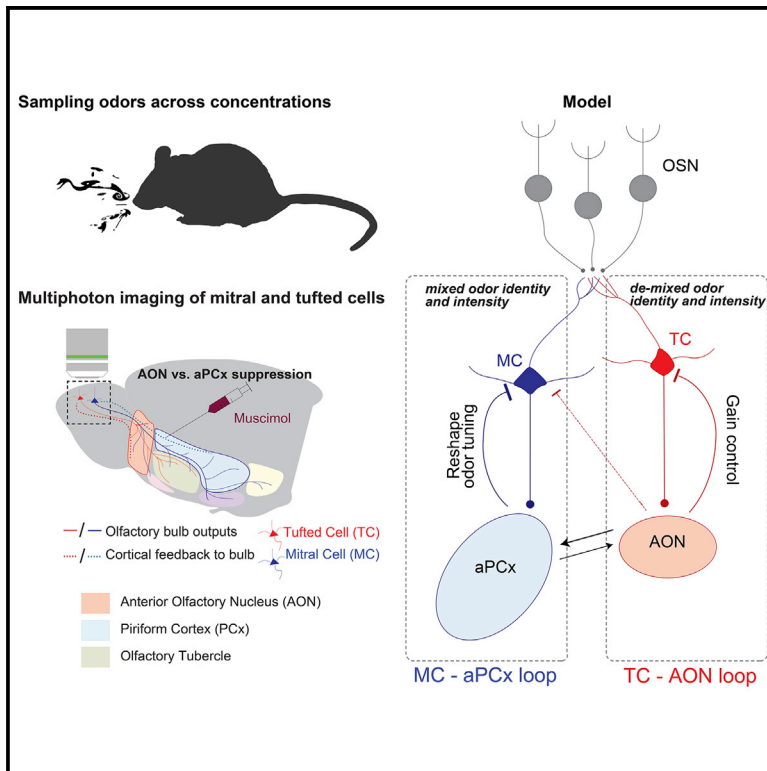 Sampling odors across concentrations
Multiphoton imaging of mitral and tufted cells
AON vs. aPCx suppression
Muscimol
Olfactory bulb outputs
Cortical feedback to bulb
Tufted Cell (TC)
Mitral Cell (MC)
Anterior Olfactory Nucleus (AON)
Piriform Cortex (PCx)
Olfactory Tubercle
Model
OSN
mixed odor identity
and intensity
de-mixed odor
identity and intensity
MC
TC
Reshape
odor tuning
Gain control
aPCx
AON
MC - aPCx loop
TC - AON loop